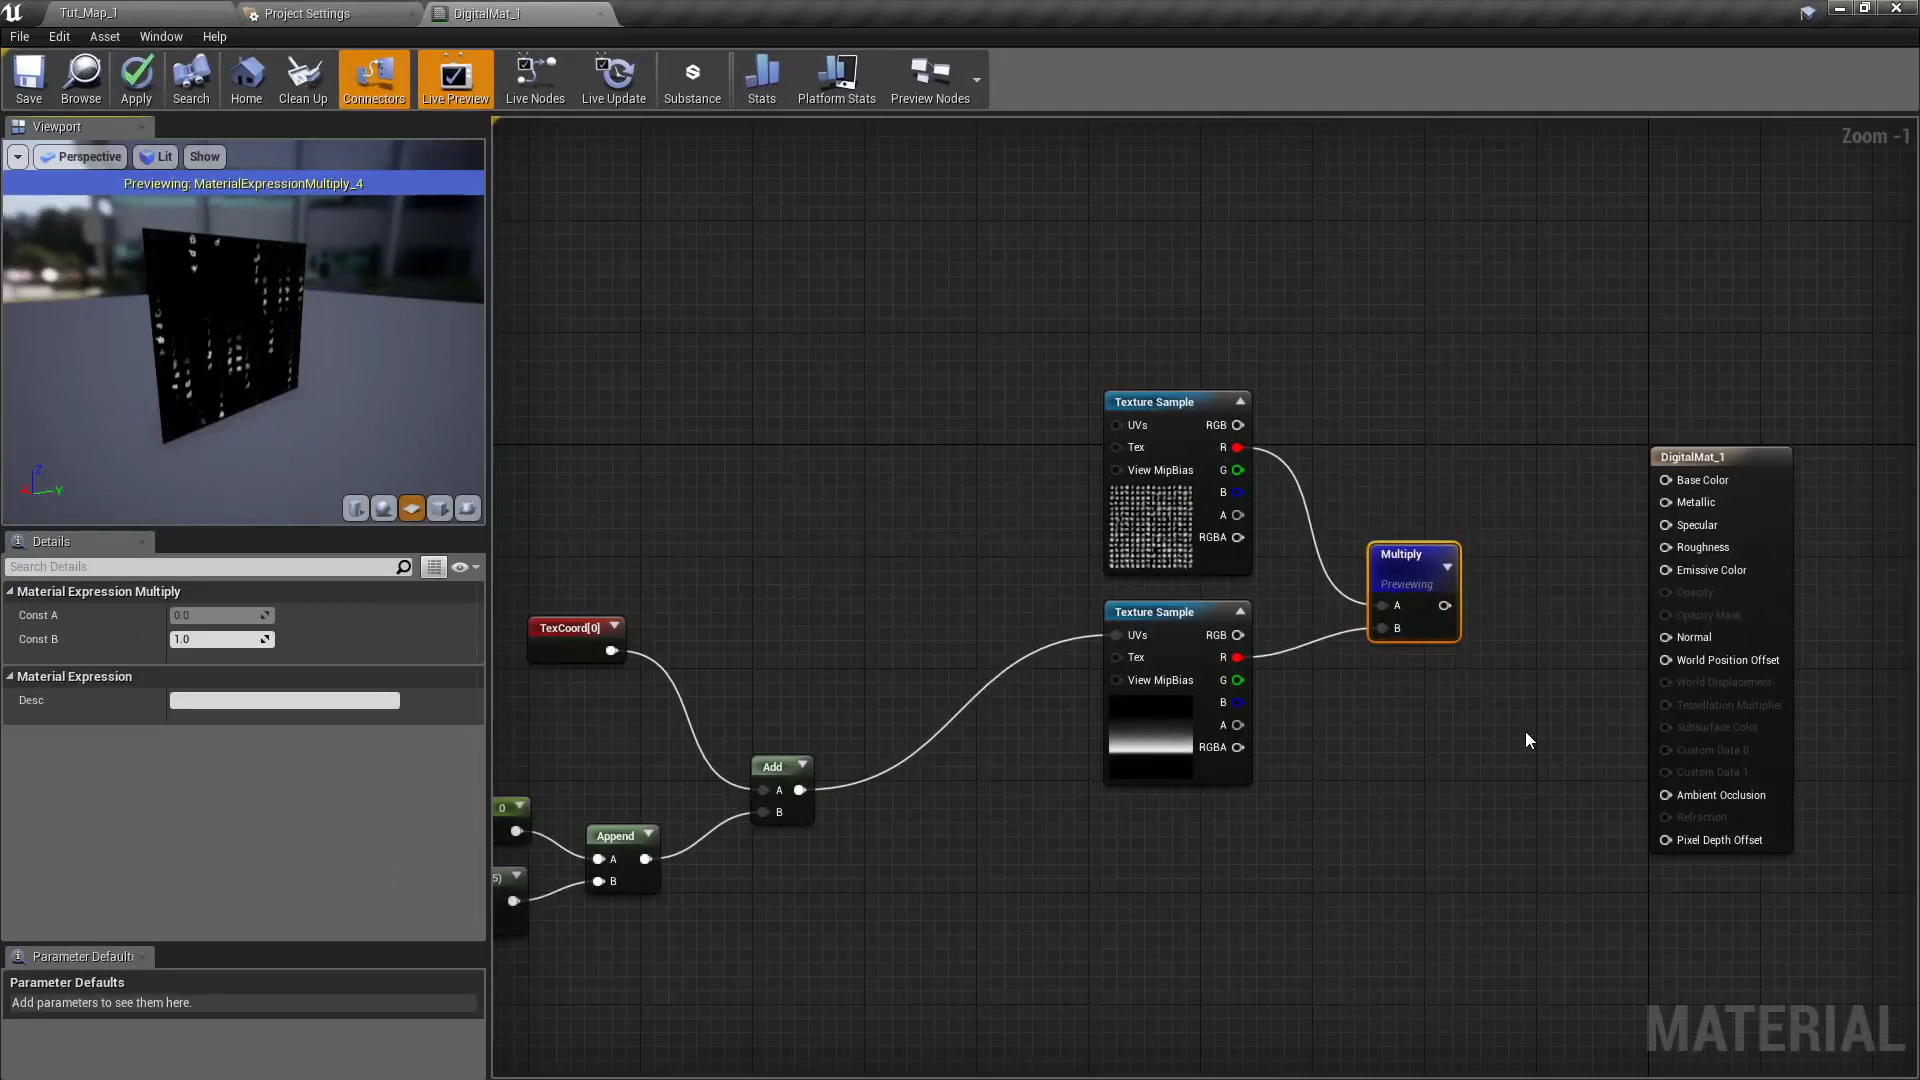 Tut_Map_1
Project Settings
DigitalMat_1
File Edit Asset Window Help
Save Browse Apply Search Home Clean Up Connectors Live Preview Live Nodes Live Update Substance Stats Platform Stats Preview Nodes
Viewport
Perspective Lit Show
Previewing: MaterialExpressionMultiply_4
Z
X
Y
Zoom -1
Details
Search Details
Material Expression Multiply
Const A 0.0
Const B 1.0
Material Expression
Desc
Parameter Defaults
Parameter Defaults
Add parameters to see them here.
TexCoord[0]
0
5)
Append
A
B
Add
A
B
Texture Sample
UVs RGB
Tex R
View MipBias G
B
A
RGBA
Texture Sample
UVs RGB
Tex R
View MipBias G
B
A
RGBA
Multiply
Previewing
A
B
DigitalMat_1
Base Color
Metallic
Specular
Roughness
Emissive Color
Opacity
Opacity Mask
Normal
World Position Offset
World Displacement
Tessellation Multiplier
Subsurface Color
Custom Data 0
Custom Data 1
Ambient Occlusion
Refraction
Pixel Depth Offset
MATERIAL